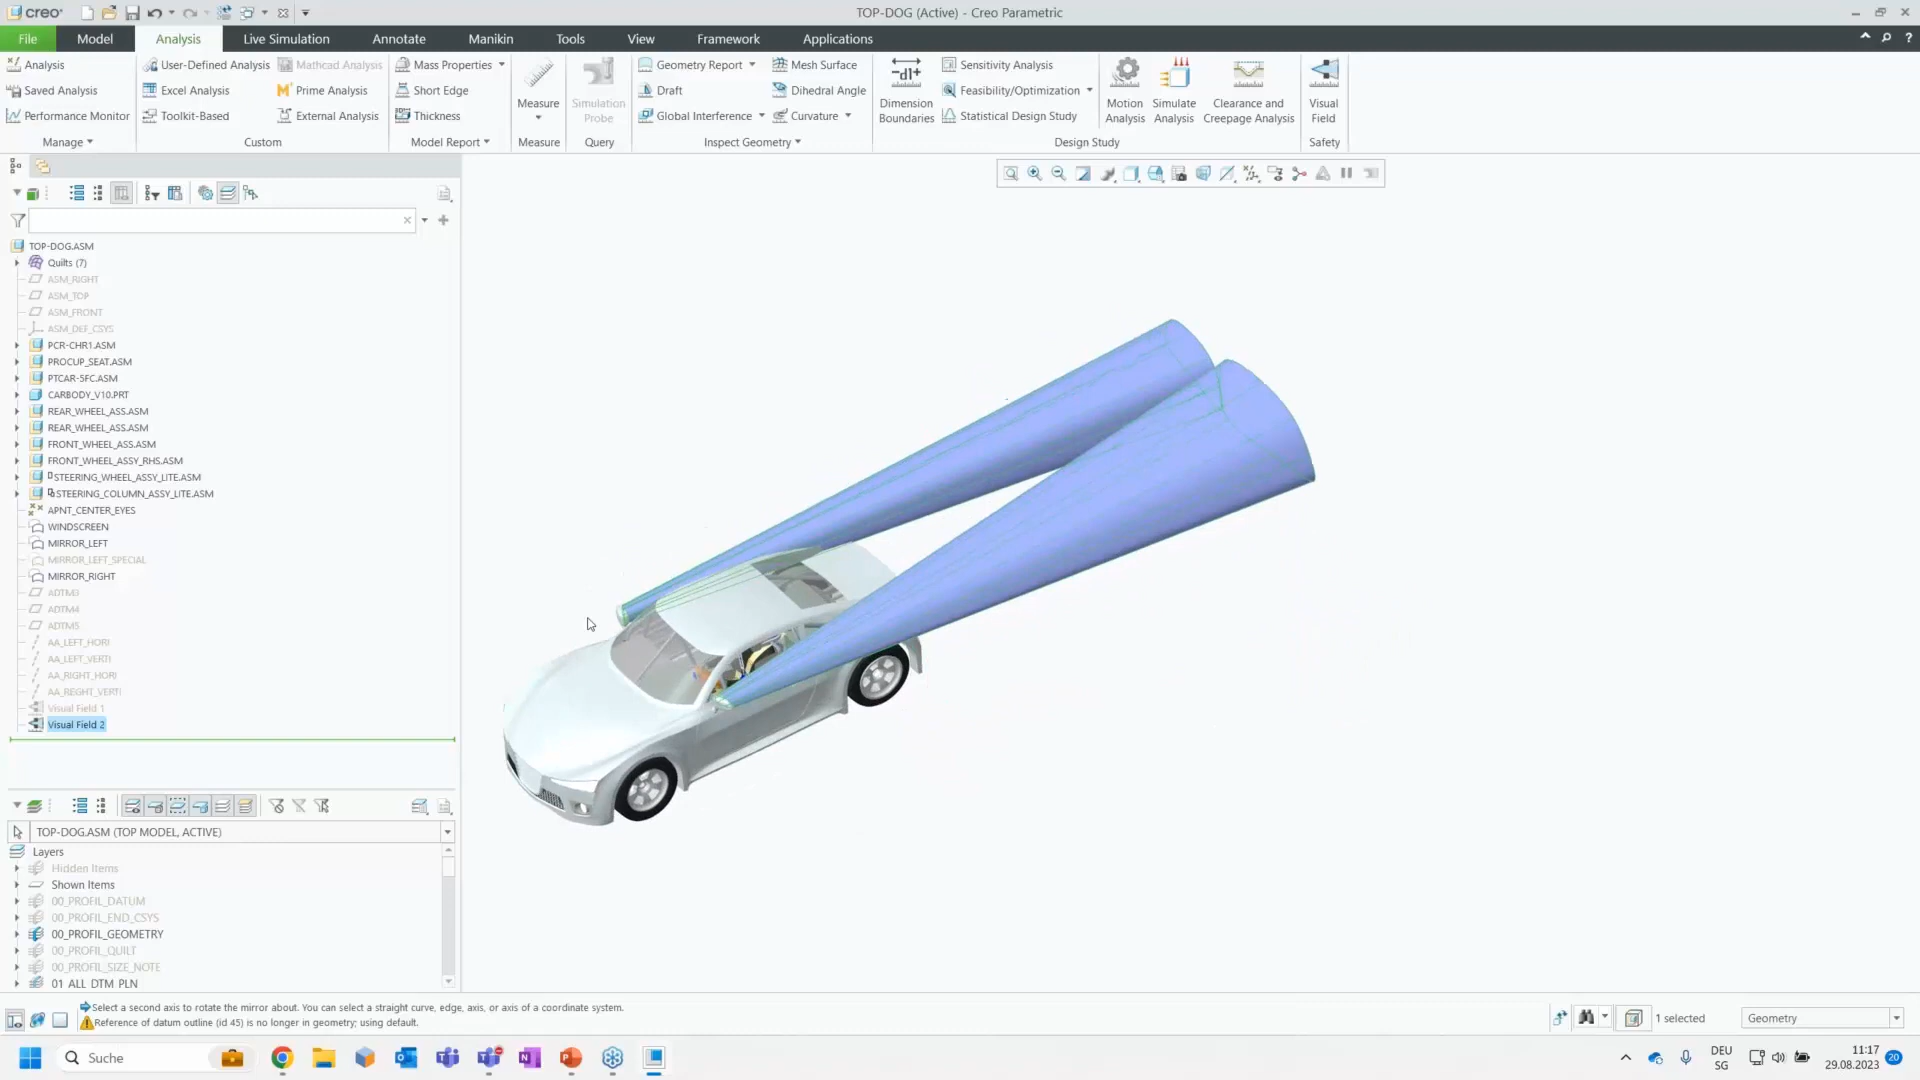 creo
TOP-DOG (Active) - Creo Parametric
File Model Analysis Live Simulation Annotate Manikin Tools View Framework Applications
Analysis
Saved Analysis
Performance Monitor
Manage
User-Defined Analysis Mathcad Analysis
Excel Analysis Prime Analysis
Toolkit-Based External Analysis
Custom
Mass Properties
Short Edge
Thickness
Model Report
Measure
Measure
Simulation
Probe
Query
Geometry Report Mesh Surface
Draft Dihedral Angle
Global Interference Curvature
Inspect Geometry
Dimension
Boundaries
Sensitivity Analysis
Feasibility/Optimization
Statistical Design Study
Motion
Analysis
Simulate
Analysis
Clearance and
Creepage Analysis
Design Study
Visual
Field
Safety
TOP-DOG.ASM
Quilts (7)
ASM_RIGHT
ASM_TOP
ASM_FRONT
ASM_DEF_CSYS
PCR-CHR1.ASM
PROCUP_SEAT.ASM
PTCAR-SFC.ASM
CARBODY_V10.PRT
REAR_WHEEL_ASS.ASM
REAR_WHEEL_ASS.ASM
FRONT_WHEEL_ASS.ASM
FRONT_WHEEL_ASSY_RHS.ASM
STEERING_WHEEL_ASSY_LITE.ASM
STEERING_COLUMN_ASSY_LITE.ASM
APNT_CENTER_EYES
WINDSCREEN
MIRROR_LEFT
MIRROR_LEFT_SPECIAL
MIRROR_RIGHT
ADTM3
ADTM4
ADTM5
AA_LEFT_HORI
AA_LEFT_VERTI
AA_RIGHT_HORI
AA_REGHT_VERTI
Visual Field 1
Visual Field 2
TOP-DOG.ASM (TOP MODEL, ACTIVE)
Layers
Hidden Items
Shown Items
00_PROFIL_DATUM
00_PROFIL_END_CSYS
00_PROFIL_GEOMETRY
00_PROFIL_QUILT
00_PROFIL_SIZE_NOTE
01_ALL_DTM_PLN
Select a second axis to rotate the mirror about. You can select a straight curve, edge, axis, or axis of a coordinate system.
Reference of datum outline (id 45) is no longer in geometry; using default.
1 selected
Geometry
Suche
DEU
SG
11:17
29.08.2023
20